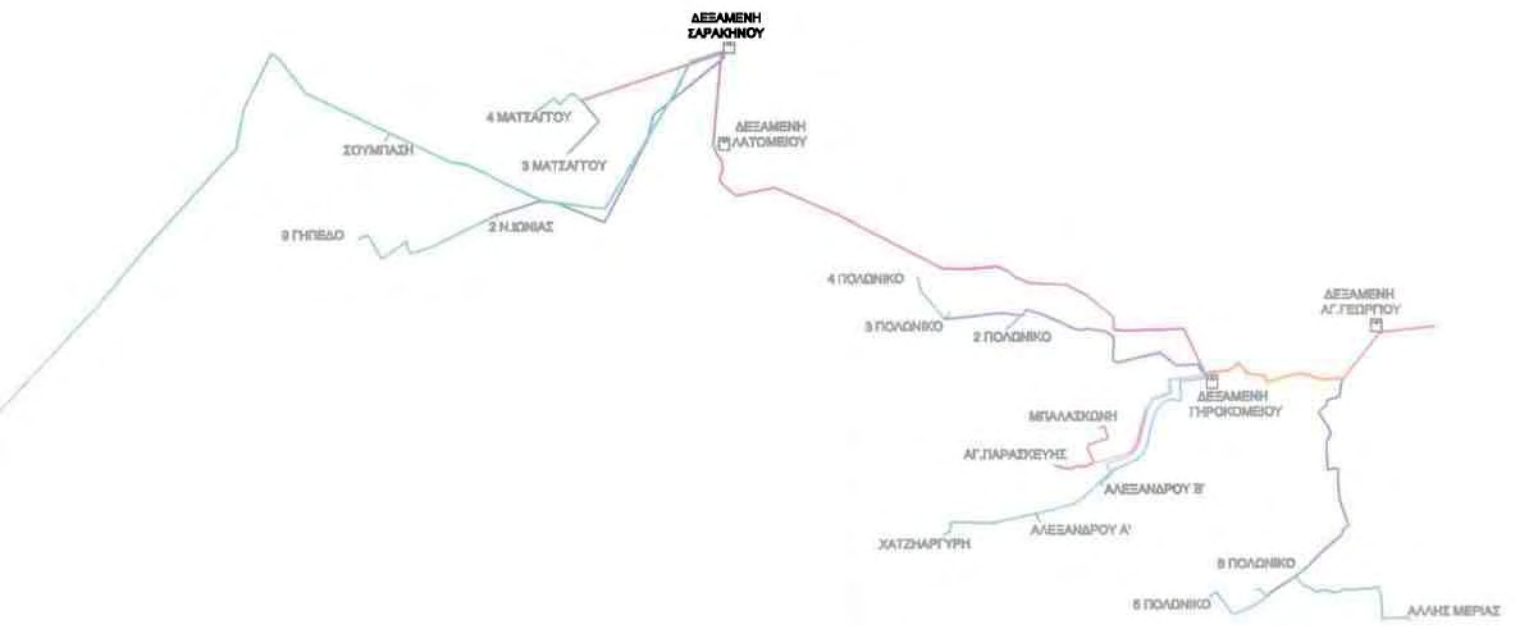 ΔΕΞΑΜΕΝΗ
ΣΑΡΑΚΗΝΟΥ
4 ΜΑΤΣΑΓΓΟΥ
ΔΕΞΑΜΕΝΗ
ΛΑΤΟΜΕΙΟΥ
ΣΟΥΜΠΑΣΗ
3 ΜΑΤΣΑΓΓΟΥ
2 Ν.ΙΩΝΙΑΣ
9 ΓΗΠΕΔΟ
4 ΠΟΛΩΝΙΚΟ
ΔΕΞΑΜΕΝΗ
ΑΓ.ΓΕΩΡΓΙΟΥ
3 ΠΟΛΩΝΙΚΟ
2 ΠΟΛΩΝΙΚΟ
ΔΕΞΑΜΕΝΗ
ΓΗΡΟΚΟΜΕΙΟΥ
ΜΠΑΛΑΣΚΩΝΗ
ΑΓ.ΠΑΡΑΣΚΕΥΗΣ
ΑΛΕΞΑΝΔΡΟΥ Β'
ΑΛΕΞΑΝΔΡΟΥ Α'
ΧΑΤΖΗΑΡΓΥΡΗ
ΠΟΛΩΝΙΚΟ
ΠΟΛΩΝΙΚΟ
ΑΛΛΗΣ ΜΕΡΙΑΣ